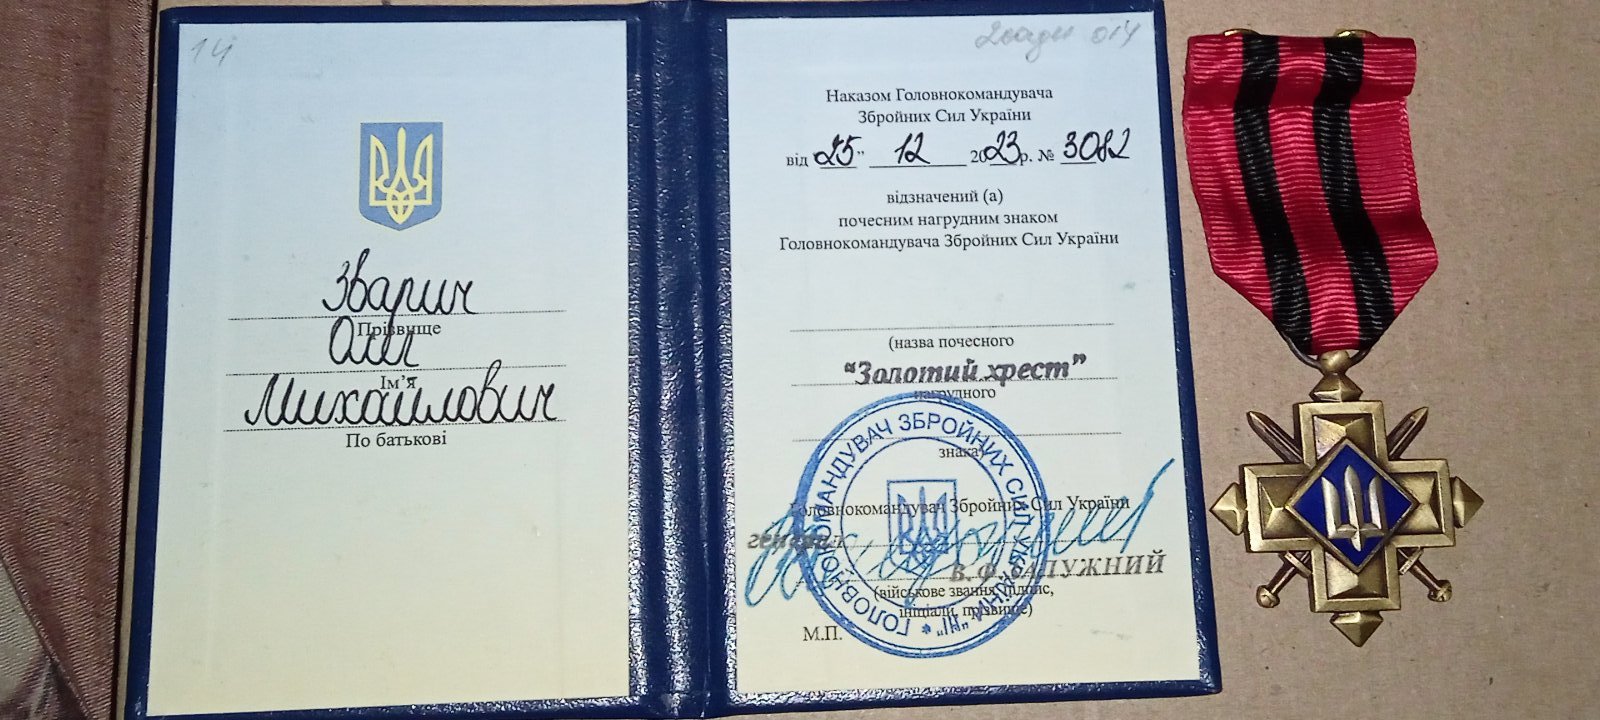 14
Зварич
Прізвище
Олег
Ім’я
Михайлович
По батькові
014
Наказом Головнокомандувача
Збройних Сил України
від 25” 12 2023р. № 3082
відзначений (а)
почесним нагрудним знаком
Головнокомандувача Збройних Сил України
(назва почесного
“Золотий хрест”
нагрудного
знака)
Головнокомандувач Збройних Сил України
генерал
В.Ф. ЗАЛУЖНИЙ
(військове звання, підпис,
ініціали, прізвище)
М.П.
ГОЛОВНОКОМАНДУВАЧ ЗБРОЙНИХ СИЛ УКРАЇНИ